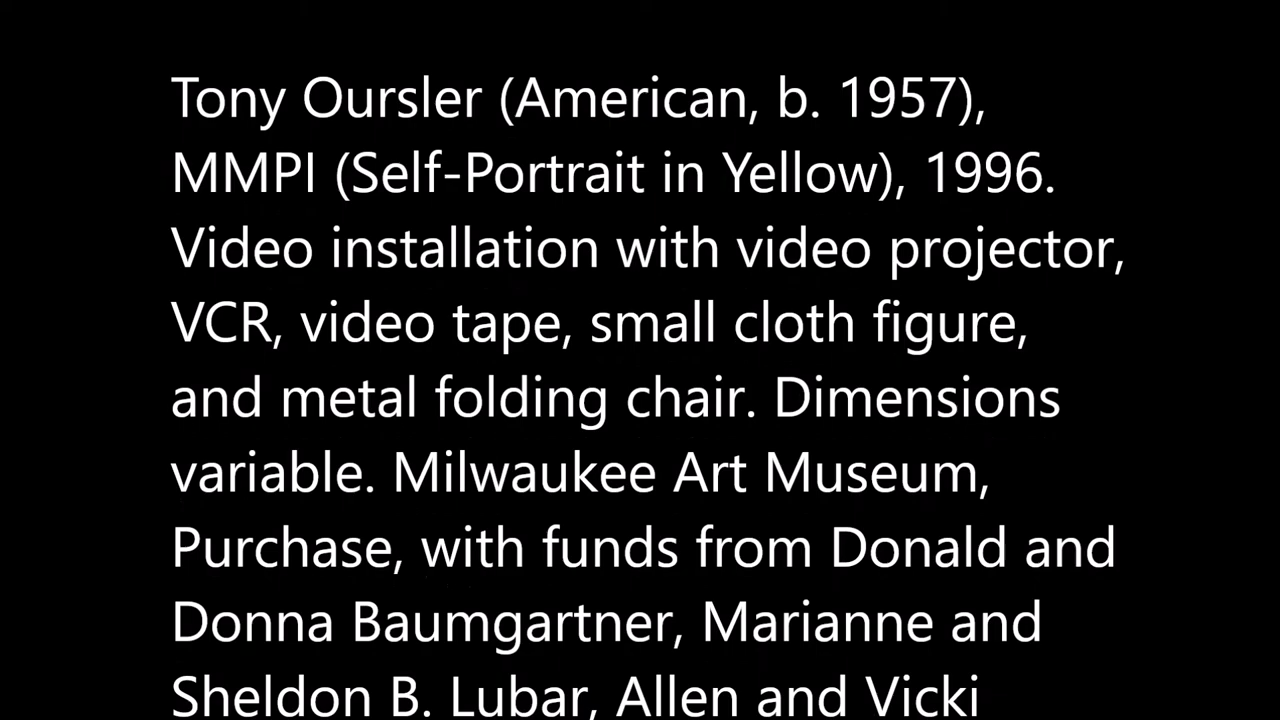 Tony Oursler (American, b. 1957),
MMPI (Self-Portrait in Yellow), 1996.
Video installation with video projector,
VCR, video tape, small cloth figure,
and metal folding chair. Dimensions
variable. Milwaukee Art Museum,
Purchase, with funds from Donald and
Donna Baumgartner, Marianne and
Sheldon B. Lubar, Allen and Vicki